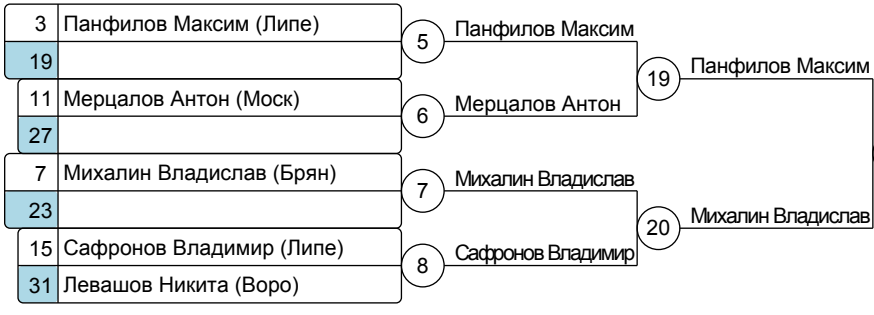 3 Панфилов Максим (Липе)
19
5 Панфилов Максим
11 Мерцалов Антон (Моск)
27
6 Мерцалов Антон
19 Панфилов Максим
7 Михалин Владислав (Брян)
23
7 Михалин Владислав
15 Сафронов Владимир (Липе)
31 Левашов Никита (Воро)
8 Сафронов Владимир
20 Михалин Владислав